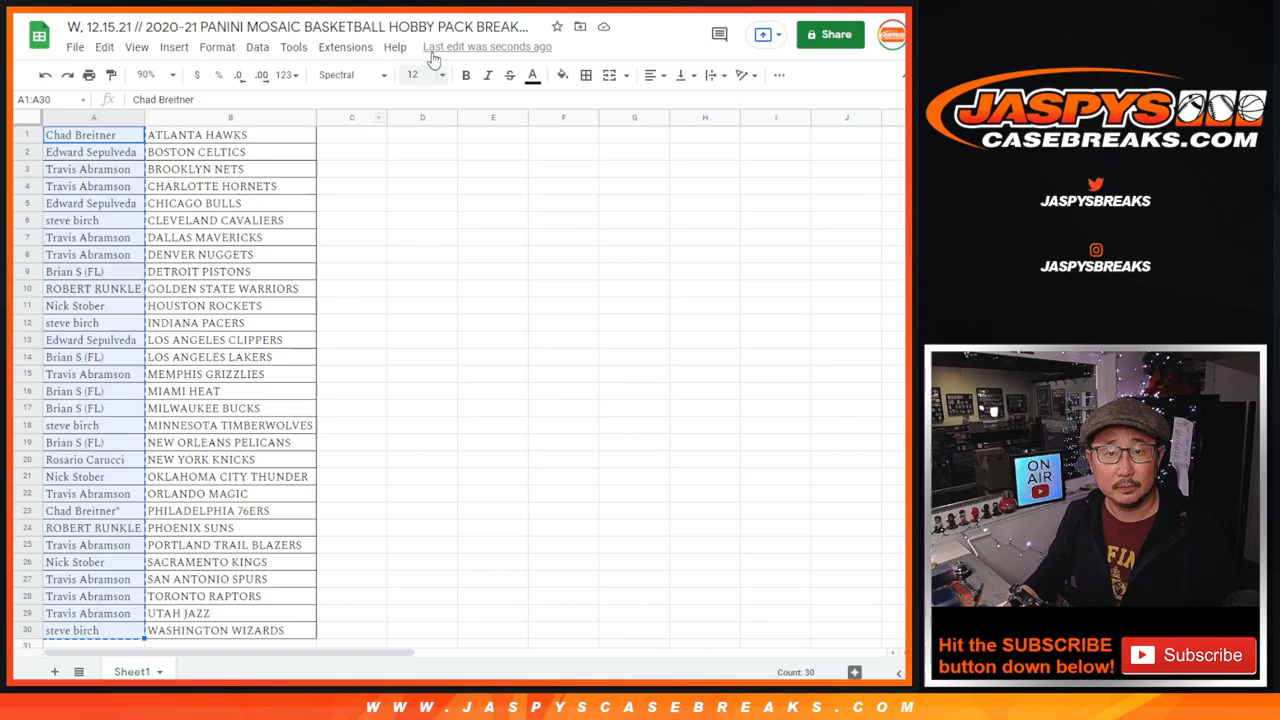 W, 12.15.21 // 2020-21 PANINI MOSAIC BASKETBALL HOBBY PACK BREAK...
File Edit View Insert Format Data Tools Extensions Help Last edit was seconds ago
Share
90% $ % .0 .00 123 Spectral 12 B I S A
A1:A30 fx Chad Breitner
A B C D E F G H I J
1 Chad Breitner ATLANTA HAWKS
2 Edward Sepulveda BOSTON CELTICS
3 Travis Abramson BROOKLYN NETS
4 Travis Abramson CHARLOTTE HORNETS
5 Edward Sepulveda CHICAGO BULLS
6 steve birch CLEVELAND CAVALIERS
7 Travis Abramson DALLAS MAVERICKS
8 Travis Abramson DENVER NUGGETS
9 Brian S (FL) DETROIT PISTONS
10 ROBERT RUNKLE GOLDEN STATE WARRIORS
11 Nick Stober HOUSTON ROCKETS
12 steve birch INDIANA PACERS
13 Edward Sepulveda LOS ANGELES CLIPPERS
14 Brian S (FL) LOS ANGELES LAKERS
15 Travis Abramson MEMPHIS GRIZZLIES
16 Brian S (FL) MIAMI HEAT
17 Brian S (FL) MILWAUKEE BUCKS
18 steve birch MINNESOTA TIMBERWOLVES
19 Brian S (FL) NEW ORLEANS PELICANS
20 Rosario Carucci NEW YORK KNICKS
21 Nick Stober OKLAHOMA CITY THUNDER
22 Travis Abramson ORLANDO MAGIC
23 Chad Breitner* PHILADELPHIA 76ERS
24 ROBERT RUNKLE PHOENIX SUNS
25 Travis Abramson PORTLAND TRAIL BLAZERS
26 Nick Stober SACRAMENTO KINGS
27 Travis Abramson SAN ANTONIO SPURS
28 Travis Abramson TORONTO RAPTORS
29 Travis Abramson UTAH JAZZ
30 steve birch WASHINGTON WIZARDS
31
Sheet1
Count: 30
JASPYS
CASEBREAKS.COM
JASPYSBREAKS
JASPYSBREAKS
ON
AIR
Hit the SUBSCRIBE
button down below!
Subscribe
WWW.JASPYSCASEBREAKS.COM